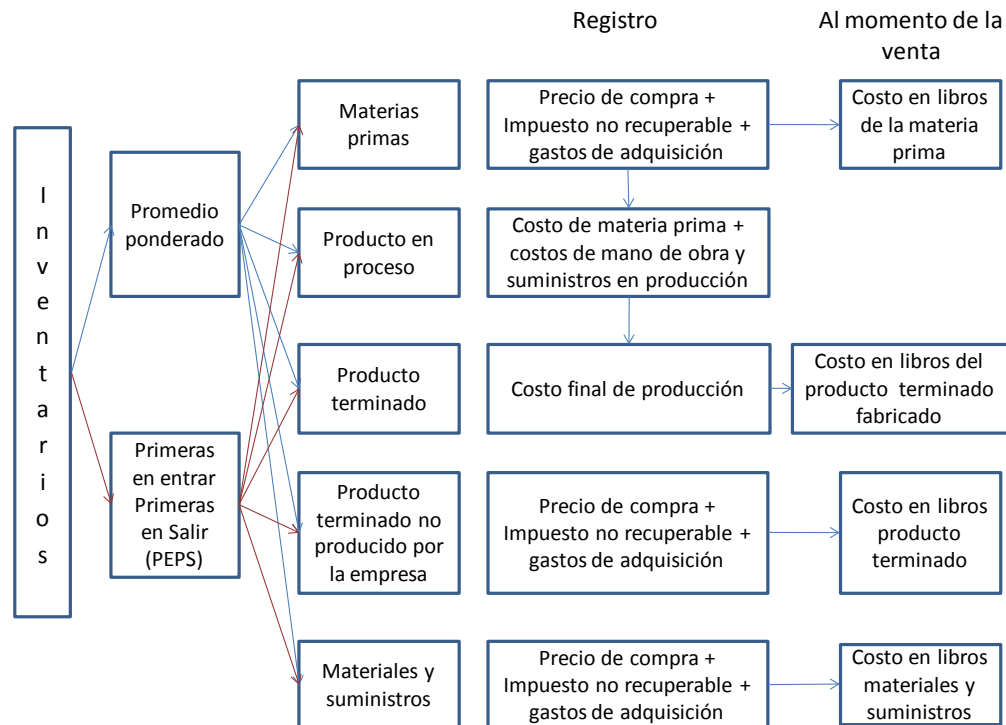 Registro
Al momento de la
venta
Inventarios
Promedio
ponderado
Primeras
en entrar
Primeras
en Salir
(PEPS)
Materias
primas
Precio de compra +
Impuesto no recuperable +
gastos de adquisición
Costo en libros
de la materia
prima
Producto en
proceso
Costo de materia prima +
costos de mano de obra y
suministros en producción
Producto
terminado
Costo final de producción
Costo en libros del
producto terminado
fabricado
Producto
terminado no
producido por
la empresa
Precio de compra +
Impuesto no recuperable +
gastos de adquisición
Costo en libros
producto
terminado
Materiales y
suministros
Precio de compra +
Impuesto no recuperable +
gastos de adquisición
Costo en libros
materiales y
suministros